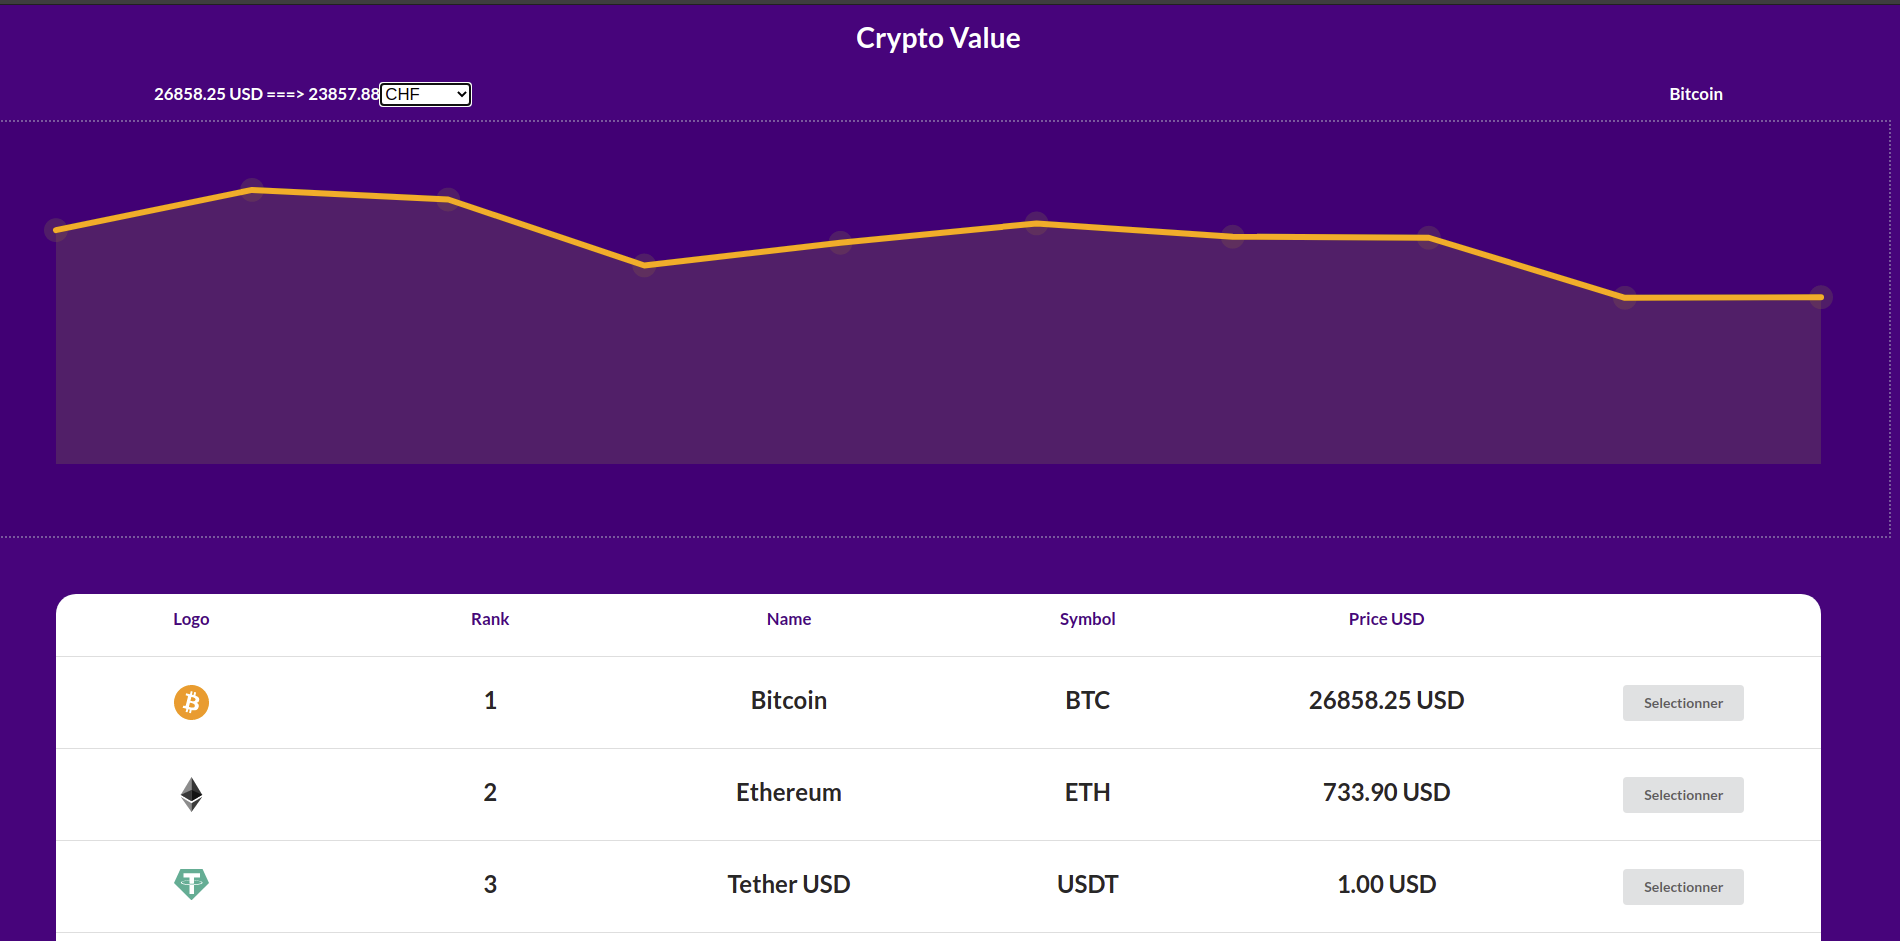 Crypto Value
26858.25 USD ===> 23857.88 CHF Bitcoin
Logo Rank Name Symbol Price USD
1 Bitcoin BTC 26858.25 USD Selectionner
2 Ethereum ETH 733.90 USD Selectionner
3 Tether USD USDT 1.00 USD Selectionner